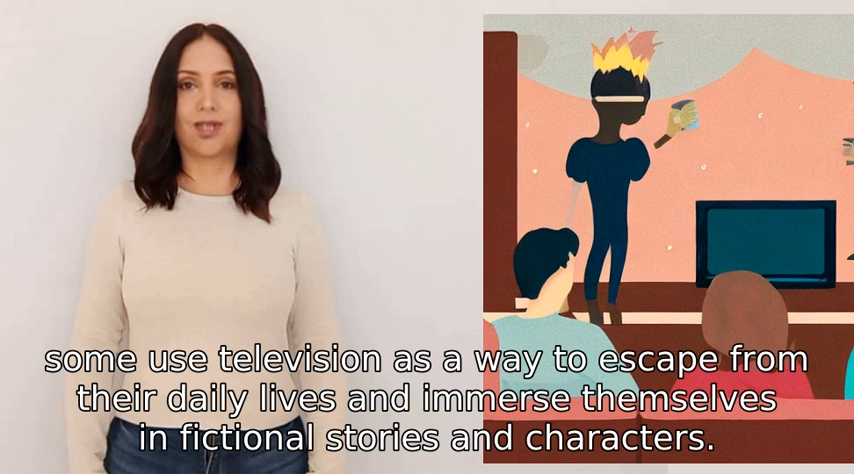 some use television as a way to escape from
their daily lives and immerse themselves
in fictional stories and characters.